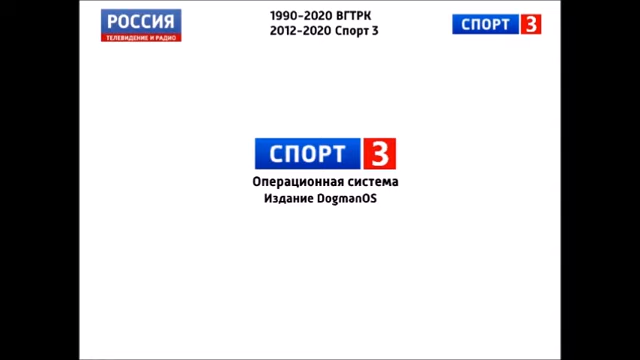 РОССИЯ
ТЕЛЕВИДЕНИЕ И РАДИО
1990-2020 ВГТРК
2012-2020 Спорт 3
СПОРТ 3
СПОРТ 3
Операционная система
Издание DogmanOS